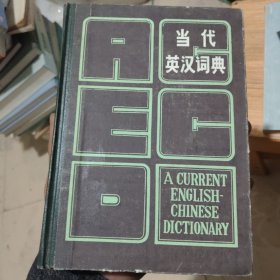 当代
英汉词典
A C
E C
D
A CURRENT
ENGLISH-
CHINESE
DICTIONARY